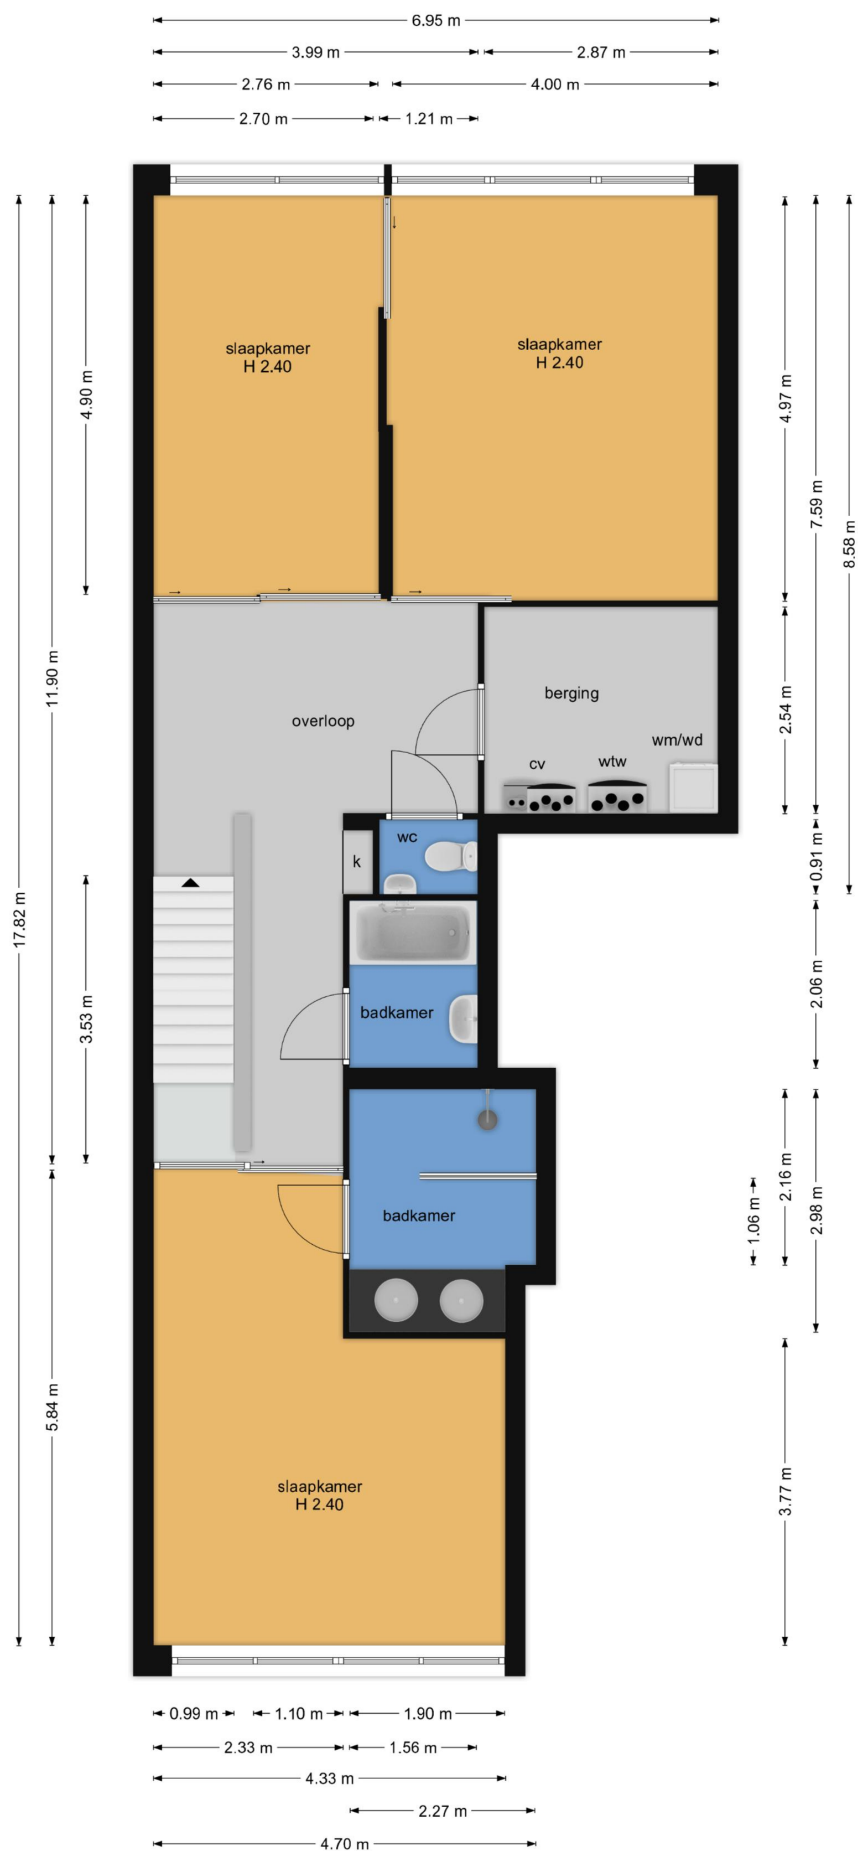 6.95 m
3.99 m
2.87 m
2.76 m
4.00 m
2.70 m
1.21 m
slaapkamer
H 2.40
slaapkamer
H 2.40
4.90 m
4.97 m
7.59 m
8.58 m
11.90 m
17.82 m
berging
overloop
2.54 m
wm/wd
cv
wtw
wc
k
0.91 m
3.53 m
2.06 m
badkamer
badkamer
2.16 m
1.06 m
2.98 m
5.84 m
slaapkamer
H 2.40
3.77 m
0.99 m
1.10 m
1.90 m
2.33 m
1.56 m
4.33 m
2.27 m
4.70 m